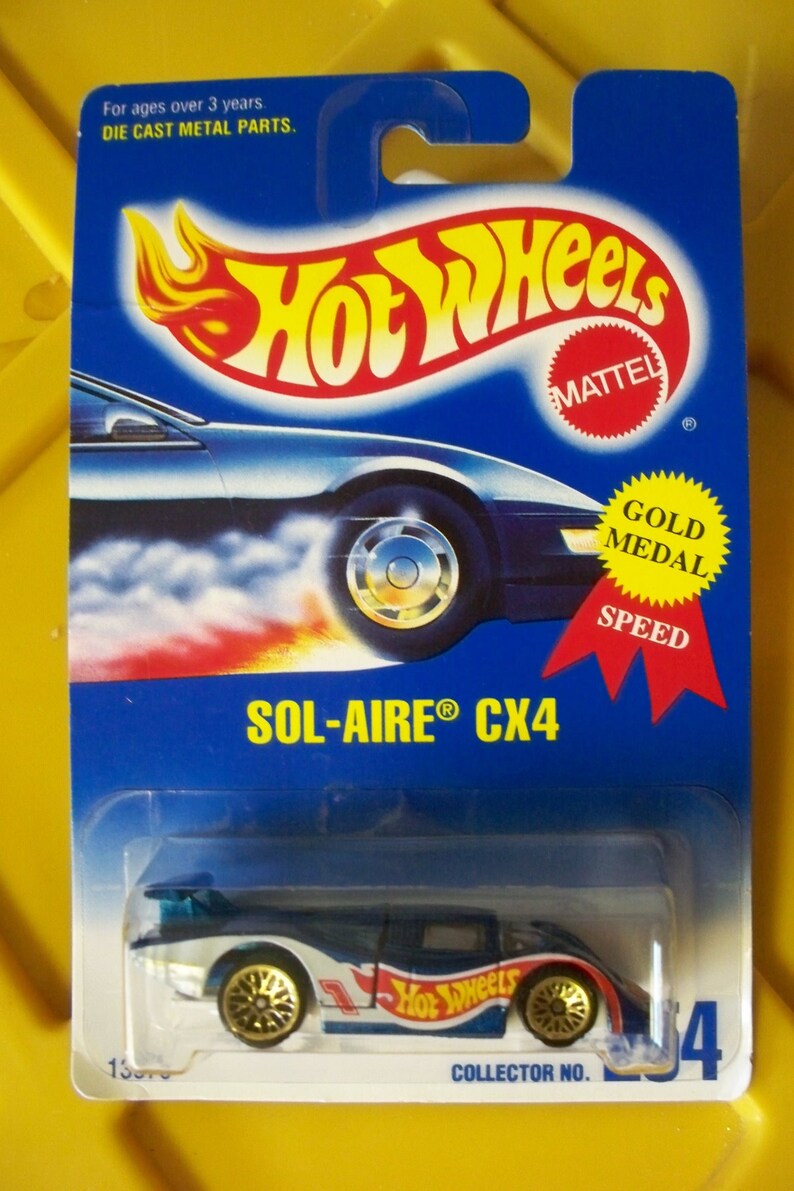 For ages over 3 years.
DIE CAST METAL PARTS.
HOT WHEELS
MATTEL
®
GOLD
MEDAL
SPEED
SOL-AIRE® CX4
1
HOT WHEELS
COLLECTOR NO.